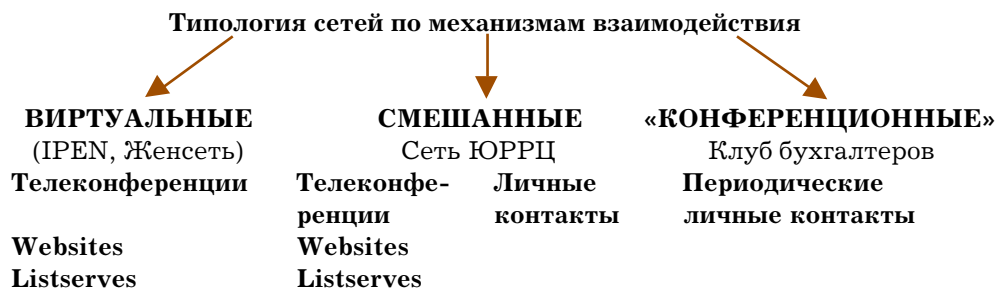 Типология сетей по механизмам взаимодействия
ВИРТУАЛЬНЫЕ СМЕШАННЫЕ «КОНФЕРЕНЦИОННЫЕ»
(IPEN, Женсеть) Сеть ЮРРЦ Клуб бухгалтеров
Телеконференции Телеконфе- Личные Периодические
ренции контакты личные контакты
Websites Websites
Listserves Listserves